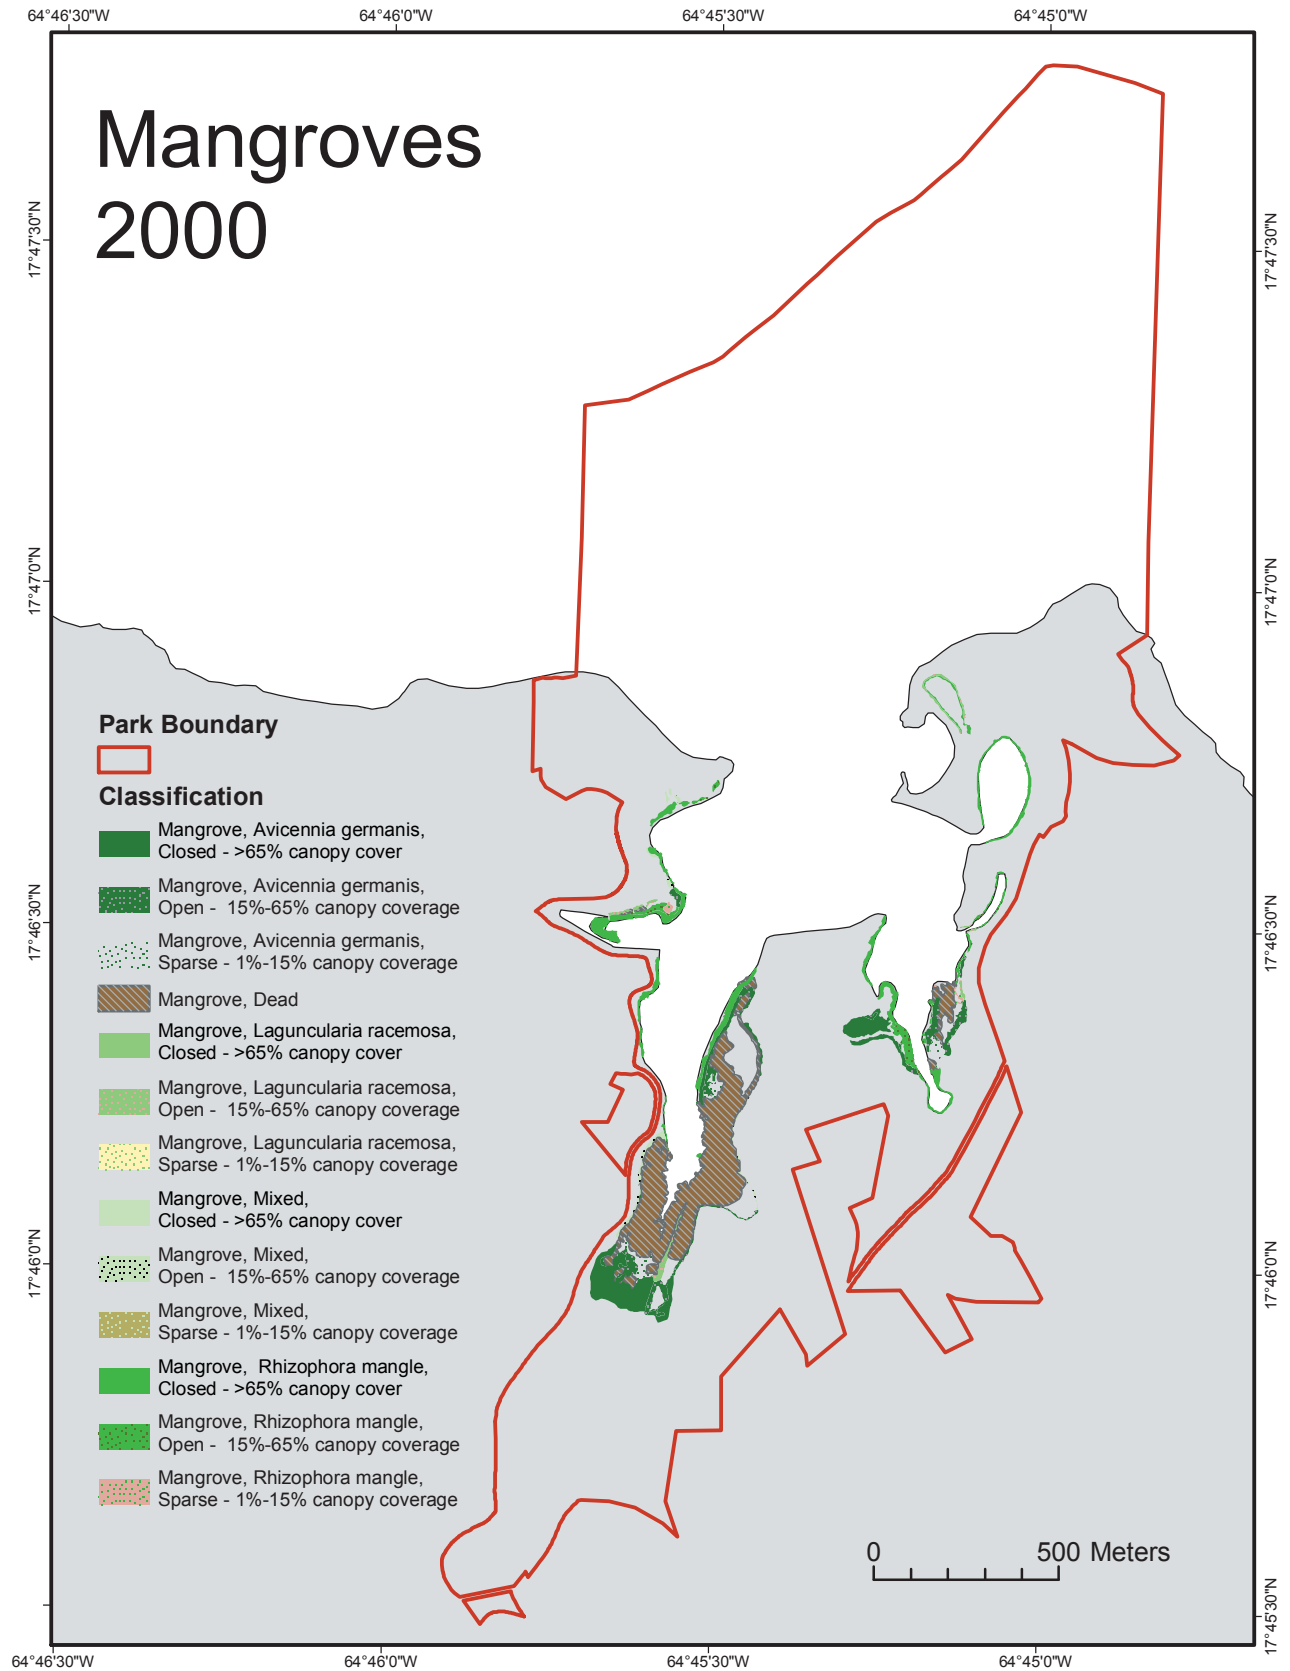 64°46'30"W 64°46'0"W 64°45'30"W 64°45'0"W
Mangroves
2000
17°47'30"N
17°47'30"N
17°47'0"N
17°47'0"N
Park Boundary
Classification
Mangrove, Avicennia germanis,
Closed - >65% canopy cover
Mangrove, Avicennia germanis,
Open - 15%-65% canopy coverage
Mangrove, Avicennia germanis,
Sparse - 1%-15% canopy coverage
Mangrove, Dead
Mangrove, Laguncularia racemosa,
Closed - >65% canopy cover
Mangrove, Laguncularia racemosa,
Open - 15%-65% canopy coverage
Mangrove, Laguncularia racemosa,
Sparse - 1%-15% canopy coverage
Mangrove, Mixed,
Closed - >65% canopy cover
Mangrove, Mixed,
Open - 15%-65% canopy coverage
Mangrove, Mixed,
Sparse - 1%-15% canopy coverage
Mangrove, Rhizophora mangle,
Closed - >65% canopy cover
Mangrove, Rhizophora mangle,
Open - 15%-65% canopy coverage
Mangrove, Rhizophora mangle,
Sparse - 1%-15% canopy coverage
17°46'30"N
17°46'30"N
17°46'0"N
17°46'0"N
0 500 Meters
17°45'30"N
64°46'30"W 64°46'0"W 64°45'30"W 64°45'0"W